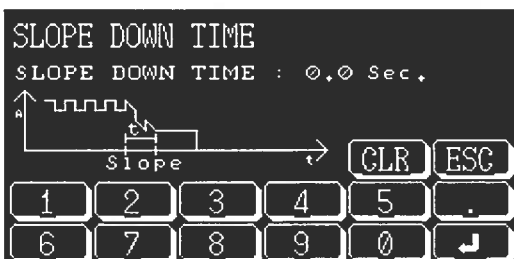 SLOPE DOWN TIME
SLOPE DOWN TIME : 0.0 Sec.
A
t
Slope t
CLR ESC
1 2 3 4 5 .
6 7 8 9 0 ↲